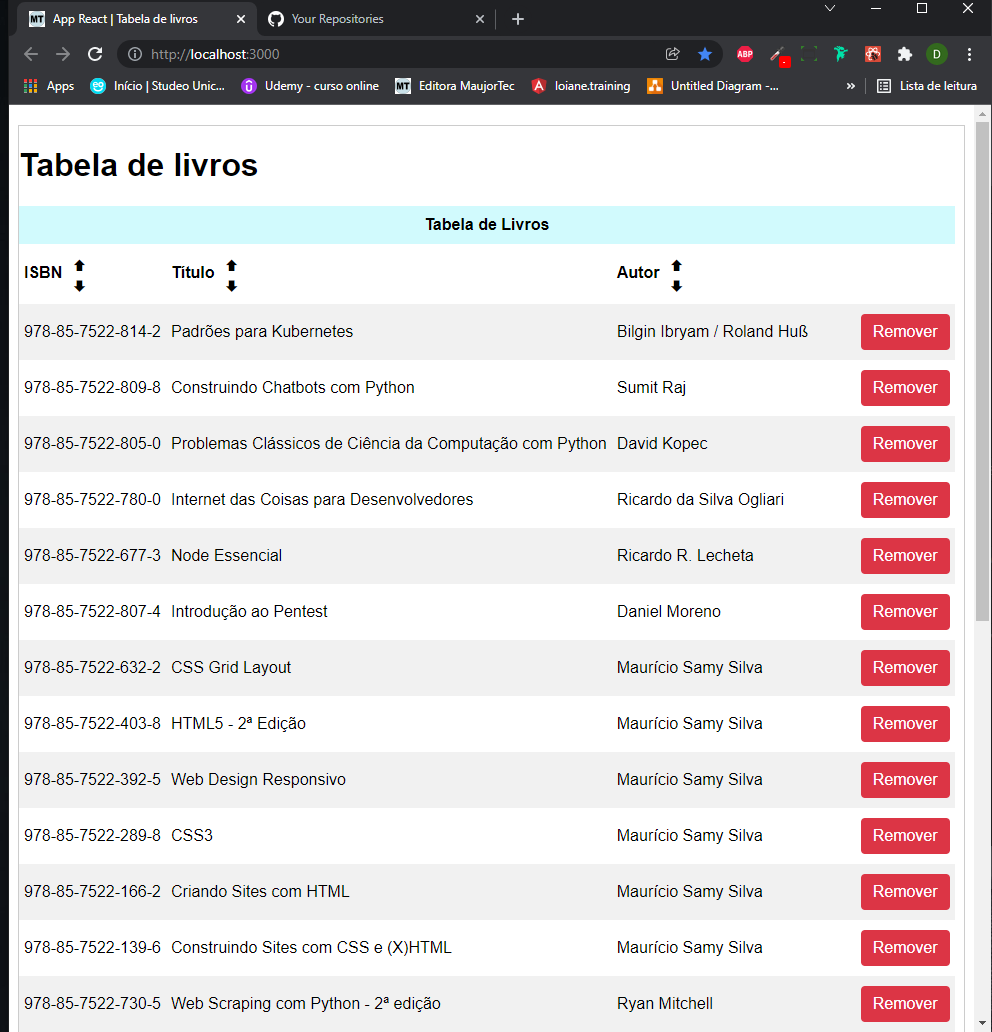 MT App React | Tabela de livros
Your Repositories
http://localhost:3000
ABP
D
Apps
Início | Studeo Unic...
Udemy - curso online
MT Editora MaujorTec
A loiane.training
Untitled Diagram -...
»
Lista de leitura
Tabela de livros
Tabela de Livros
ISBN Título Autor
978-85-7522-814-2 Padrões para Kubernetes Bilgin Ibryam / Roland Huß Remover
978-85-7522-809-8 Construindo Chatbots com Python Sumit Raj Remover
978-85-7522-805-0 Problemas Clássicos de Ciência da Computação com Python David Kopec Remover
978-85-7522-780-0 Internet das Coisas para Desenvolvedores Ricardo da Silva Ogliari Remover
978-85-7522-677-3 Node Essencial Ricardo R. Lecheta Remover
978-85-7522-807-4 Introdução ao Pentest Daniel Moreno Remover
978-85-7522-632-2 CSS Grid Layout Maurício Samy Silva Remover
978-85-7522-403-8 HTML5 - 2ª Edição Maurício Samy Silva Remover
978-85-7522-392-5 Web Design Responsivo Maurício Samy Silva Remover
978-85-7522-289-8 CSS3 Maurício Samy Silva Remover
978-85-7522-166-2 Criando Sites com HTML Maurício Samy Silva Remover
978-85-7522-139-6 Construindo Sites com CSS e (X)HTML Maurício Samy Silva Remover
978-85-7522-730-5 Web Scraping com Python - 2ª edição Ryan Mitchell Remover